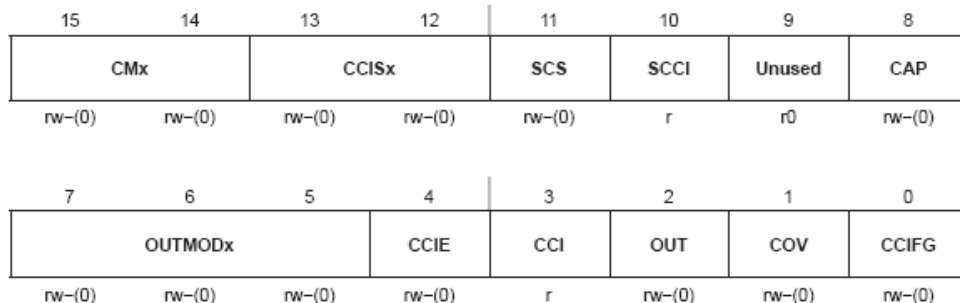 15 14 13 12 11 10 9 8
CMx CCISx SCS SCCI Unused CAP
rw−(0) rw−(0) rw−(0) rw−(0) rw−(0) r r0 rw−(0)
7 6 5 4 3 2 1 0
OUTMODx CCIE CCI OUT COV CCIFG
rw−(0) rw−(0) rw−(0) rw−(0) r rw−(0) rw−(0) rw−(0)